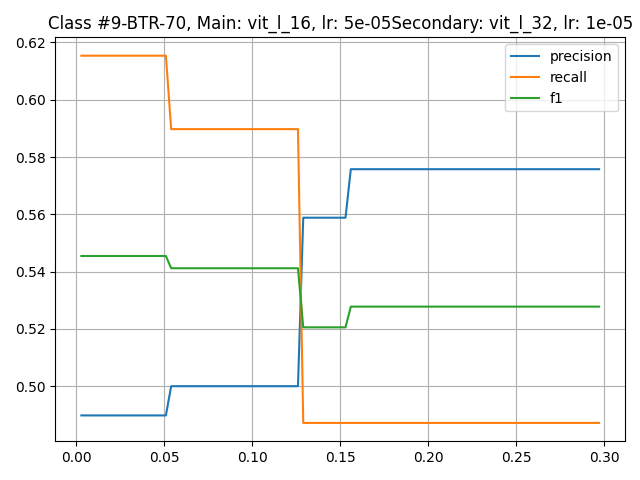 Class #9-BTR-70, Main: vit_l_16, lr: 5e-05Secondary: vit_l_32, lr: 1e-05
0.62
0.60
0.58
0.56
0.54
0.52
0.50
precision
recall
f1
0.00 0.05 0.10 0.15 0.20 0.25 0.30